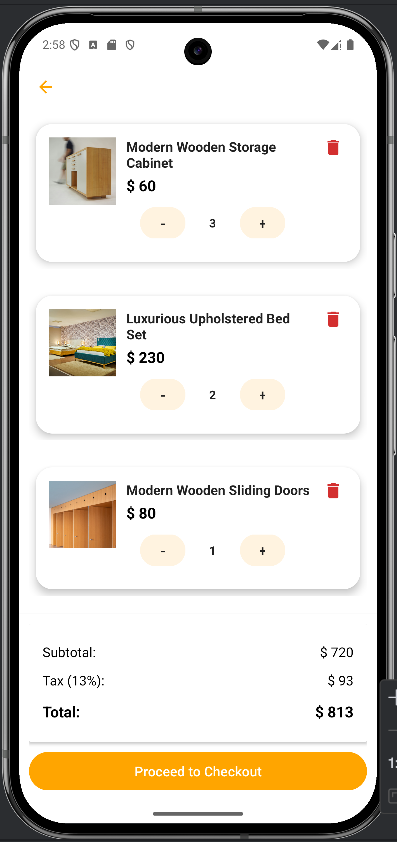 2:58
Modern Wooden Storage
Cabinet
$ 60
- 3 +
Luxurious Upholstered Bed
Set
$ 230
- 2 +
Modern Wooden Sliding Doors
$ 80
- 1 +
Subtotal: $ 720
Tax (13%): $ 93
Total: $ 813
Proceed to Checkout